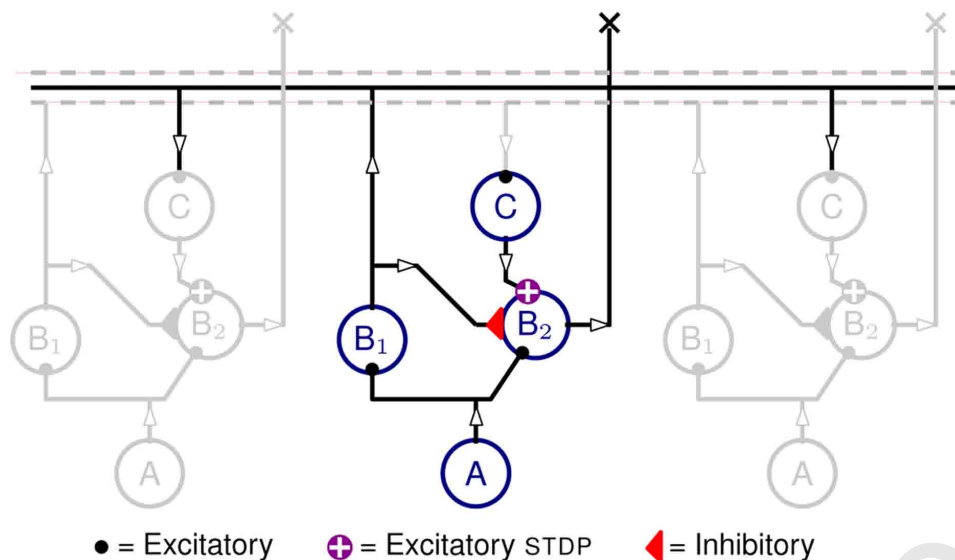 C C C
B₁ B₂ B₁ B₂ B₁ B₂
A A A
= Excitatory = Excitatory STDP = Inhibitory